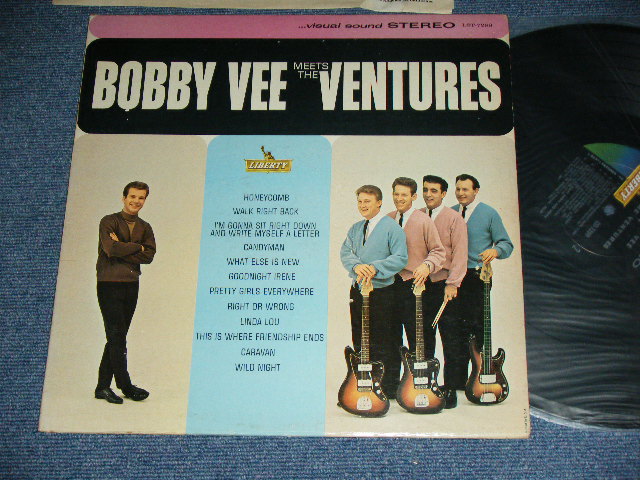 ...visual sound STEREO LST-7289
BOBBY VEE MEETS THE VENTURES
LIBERTY
HONEYCOMB
WALK RIGHT BACK
I'M GONNA SIT RIGHT DOWN
AND WRITE MYSELF A LETTER
CANDYMAN
WHAT ELSE IS NEW
GOODNIGHT IRENE
PRETTY GIRLS EVERYWHERE
RIGHT OR WRONG
LINDA LOU
THIS IS WHERE FRIENDSHIP ENDS
CARAVAN
WILD NIGHT